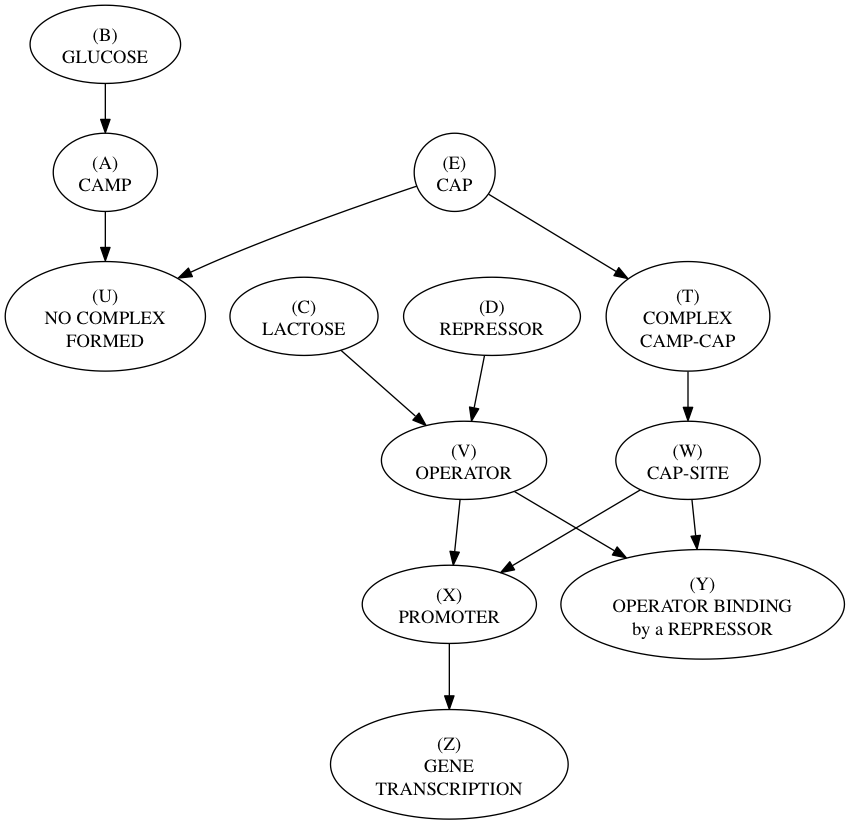 (B)
GLUCOSE
(A)
CAMP
(E)
CAP
(U)
NO COMPLEX
FORMED
(C)
LACTOSE
(D)
REPRESSOR
(T)
COMPLEX
CAMP-CAP
(V)
OPERATOR
(W)
CAP-SITE
(X)
PROMOTER
(Y)
OPERATOR BINDING
by a REPRESSOR
(Z)
GENE
TRANSCRIPTION